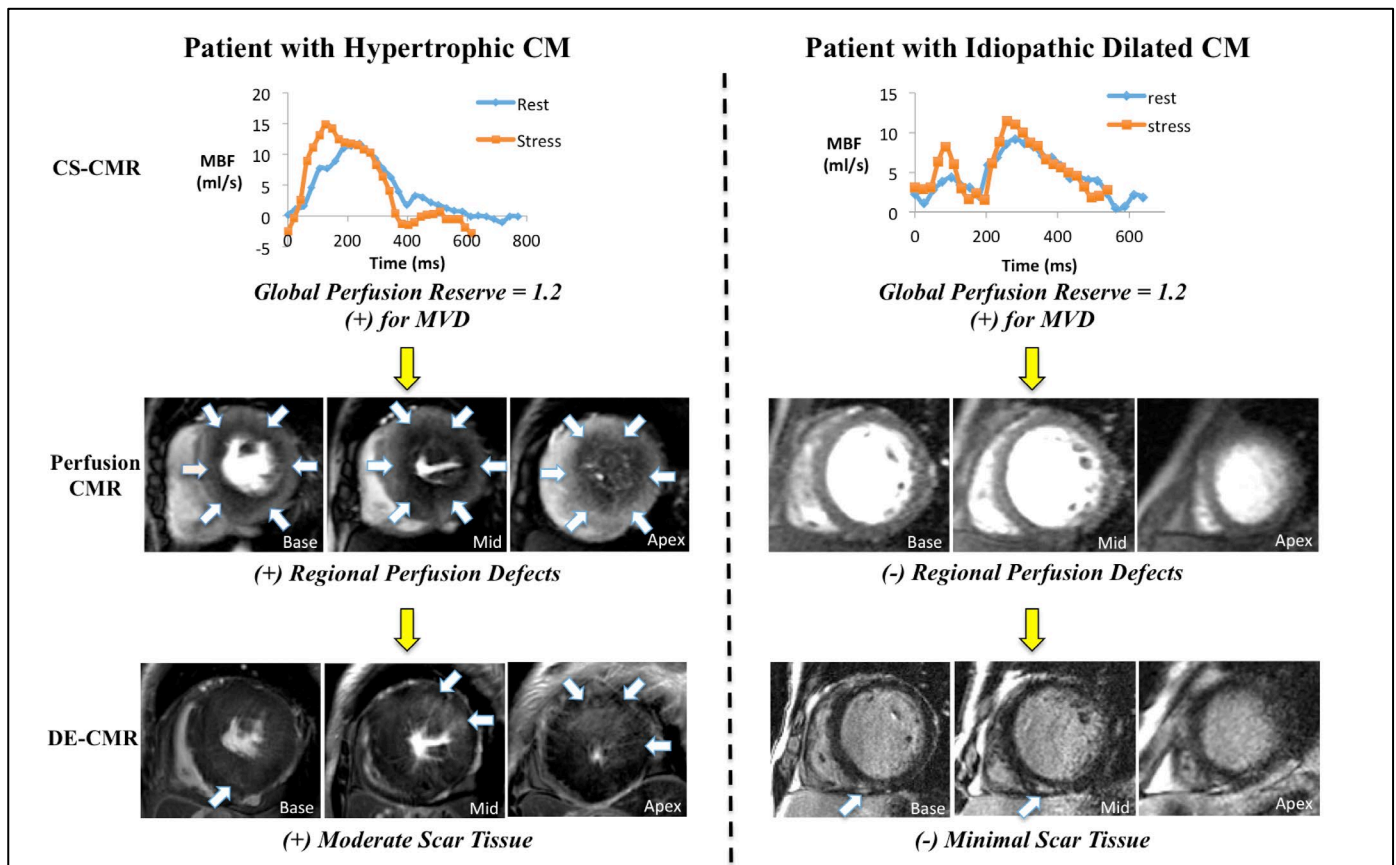 Patient with Hypertrophic CM
Patient with Idiopathic Dilated CM
CS-CMR
MBF
(ml/s)
20
15
10
5
0
-5
0
200
400
600
800
Rest
Stress
Time (ms)
Global Perfusion Reserve = 1.2
(+) for MVD
MBF
(ml/s)
15
10
5
0
0
200
400
600
rest
stress
Time (ms)
Global Perfusion Reserve = 1.2
(+) for MVD
Perfusion
CMR
Base
Mid
Apex
(+) Regional Perfusion Defects
Base
Mid
Apex
(-) Regional Perfusion Defects
DE-CMR
Base
Mid
Apex
(+) Moderate Scar Tissue
Base
Mid
Apex
(-) Minimal Scar Tissue